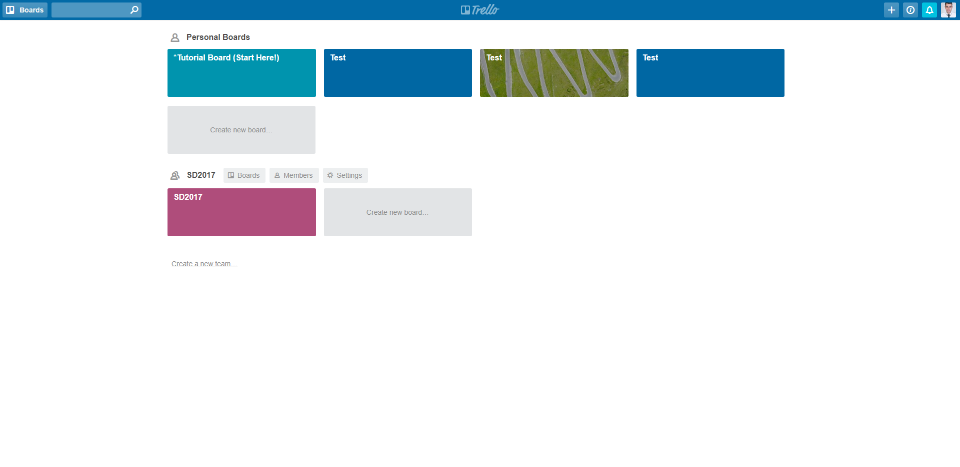 Boards
Trello
Personal Boards
*Tutorial Board (Start Here!)
Test
Test
Test
Create new board...
SD2017
Boards
Members
Settings
SD2017
Create new board...
Create a new team...